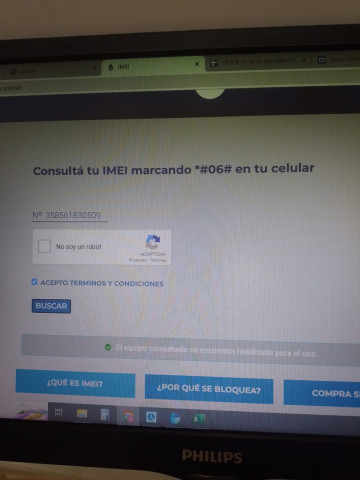 IMEI
Consultá tu IMEI marcando *#06# en tu celular
Nº 358561830509
No soy un robot
reCAPTCHA
Privacidad - Términos
ACEPTO TERMINOS Y CONDICIONES
BUSCAR
El equipo consultado se encuentra habilitado para el uso.
¿QUÉ ES IMEI?
¿POR QUÉ SE BLOQUEA?
COMPRA
PHILIPS